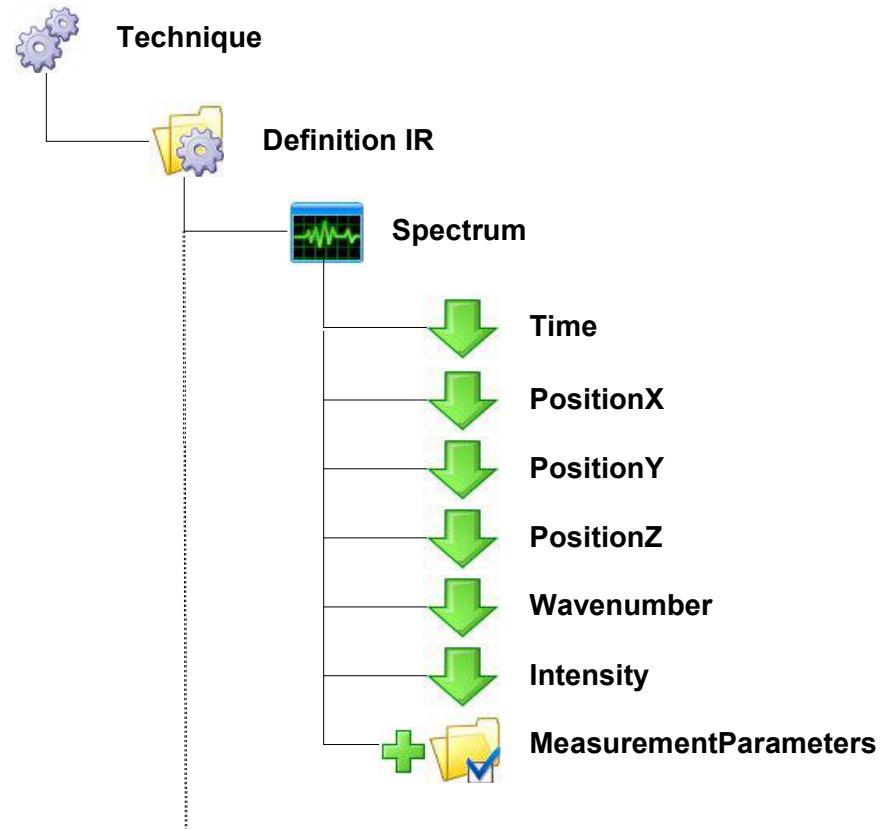 Technique
Definition IR
Spectrum
Time
PositionX
PositionY
PositionZ
Wavenumber
Intensity
MeasurementParameters